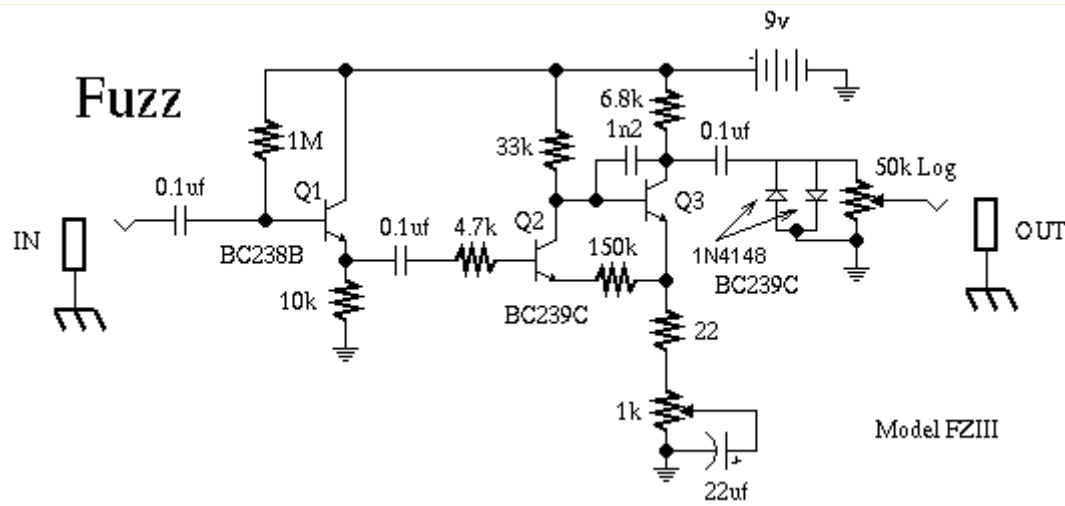 9v
Fuzz
6.8k
1n2
1M
33k
0.1uf
50k Log
0.1uf
Q1
Q3
IN
0.1uf
4.7k
Q2
OUT
BC238B
150k
1N4148
BC239C
10k
BC239C
22
1k
Model FZIII
22uf
+